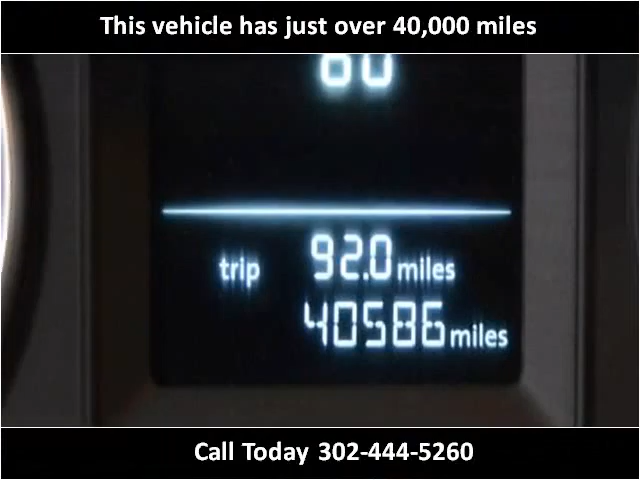 This vehicle has just over 40,000 miles
trip 92.0 miles
40586 miles
Call Today 302-444-5260